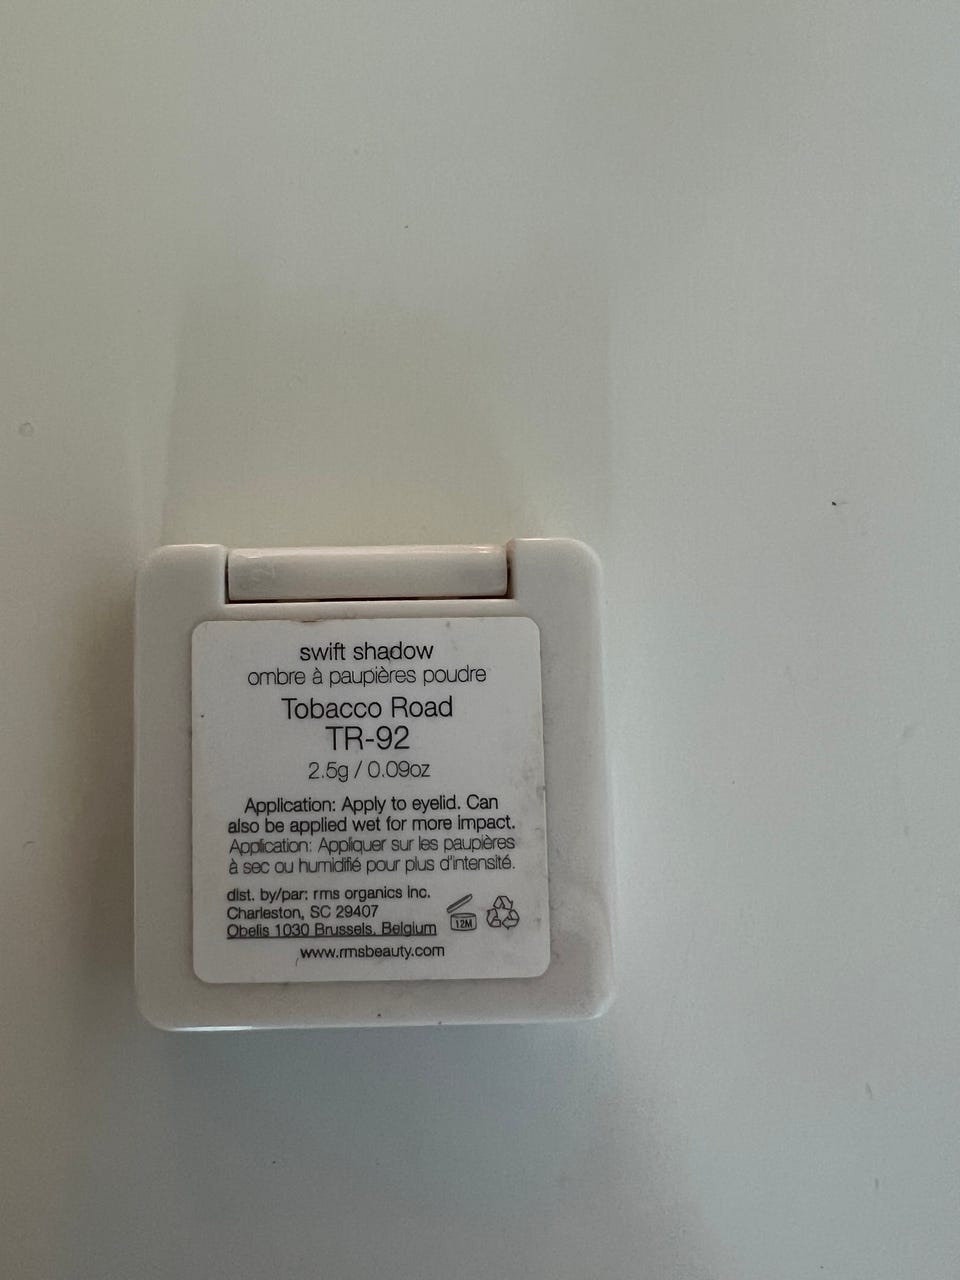 swift shadow
ombre à paupières poudre
Tobacco Road
TR-92
2.5g / 0.09oz
Application: Apply to eyelid. Can
also be applied wet for more impact.
Application: Appliquer sur les paupières
à sec ou humidifié pour plus d'intensité.
dist. by/par: rms organics inc.
Charleston, SC 29407
Obelis 1030 Brussels, Belgium
12M
www.rmsbeauty.com